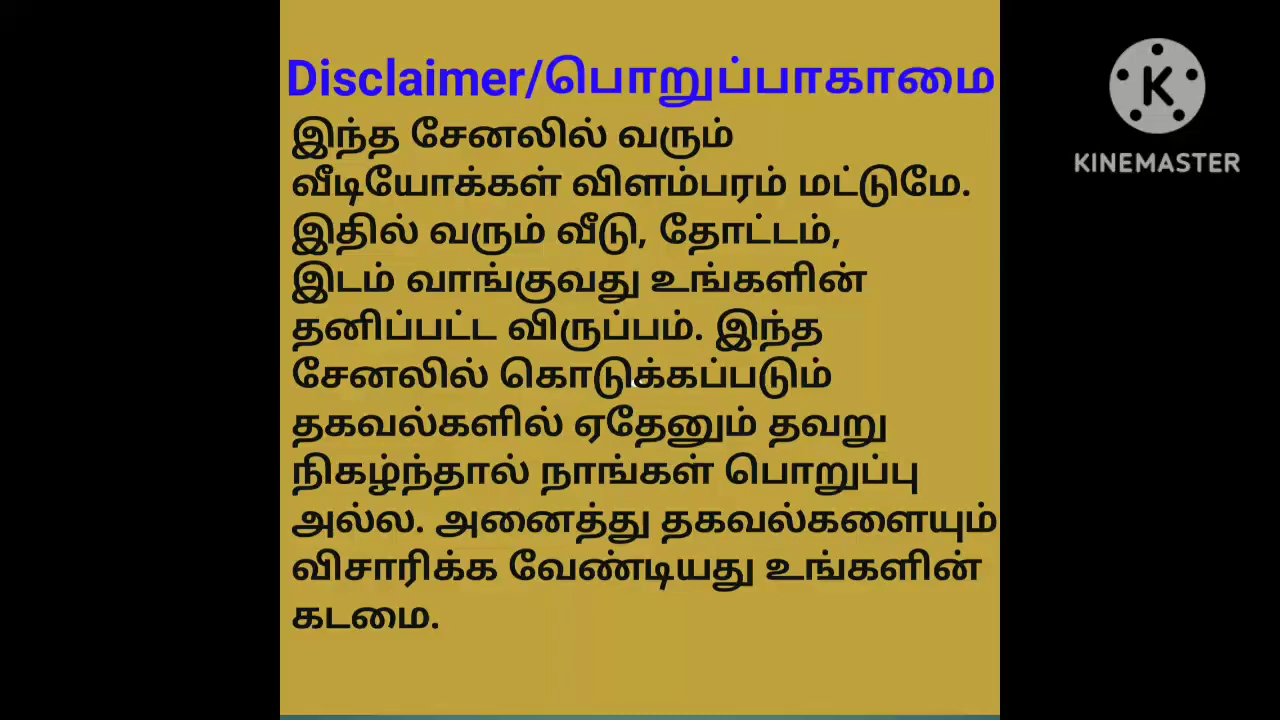 Disclaimer/பொறுப்பாகாமை
இந்த சேனலில் வரும்
வீடியோக்கள் விளம்பரம் மட்டுமே.
இதில் வரும் வீடு, தோட்டம்,
இடம் வாங்குவது உங்களின்
தனிப்பட்ட விருப்பம். இந்த
சேனலில் கொடுக்கப்படும்
தகவல்களில் ஏதேனும் தவறு
நிகழ்ந்தால் நாங்கள் பொறுப்பு
அல்ல. அனைத்து தகவல்களையும்
விசாரிக்க வேண்டியது உங்களின்
கடமை.
K
KINEMASTER